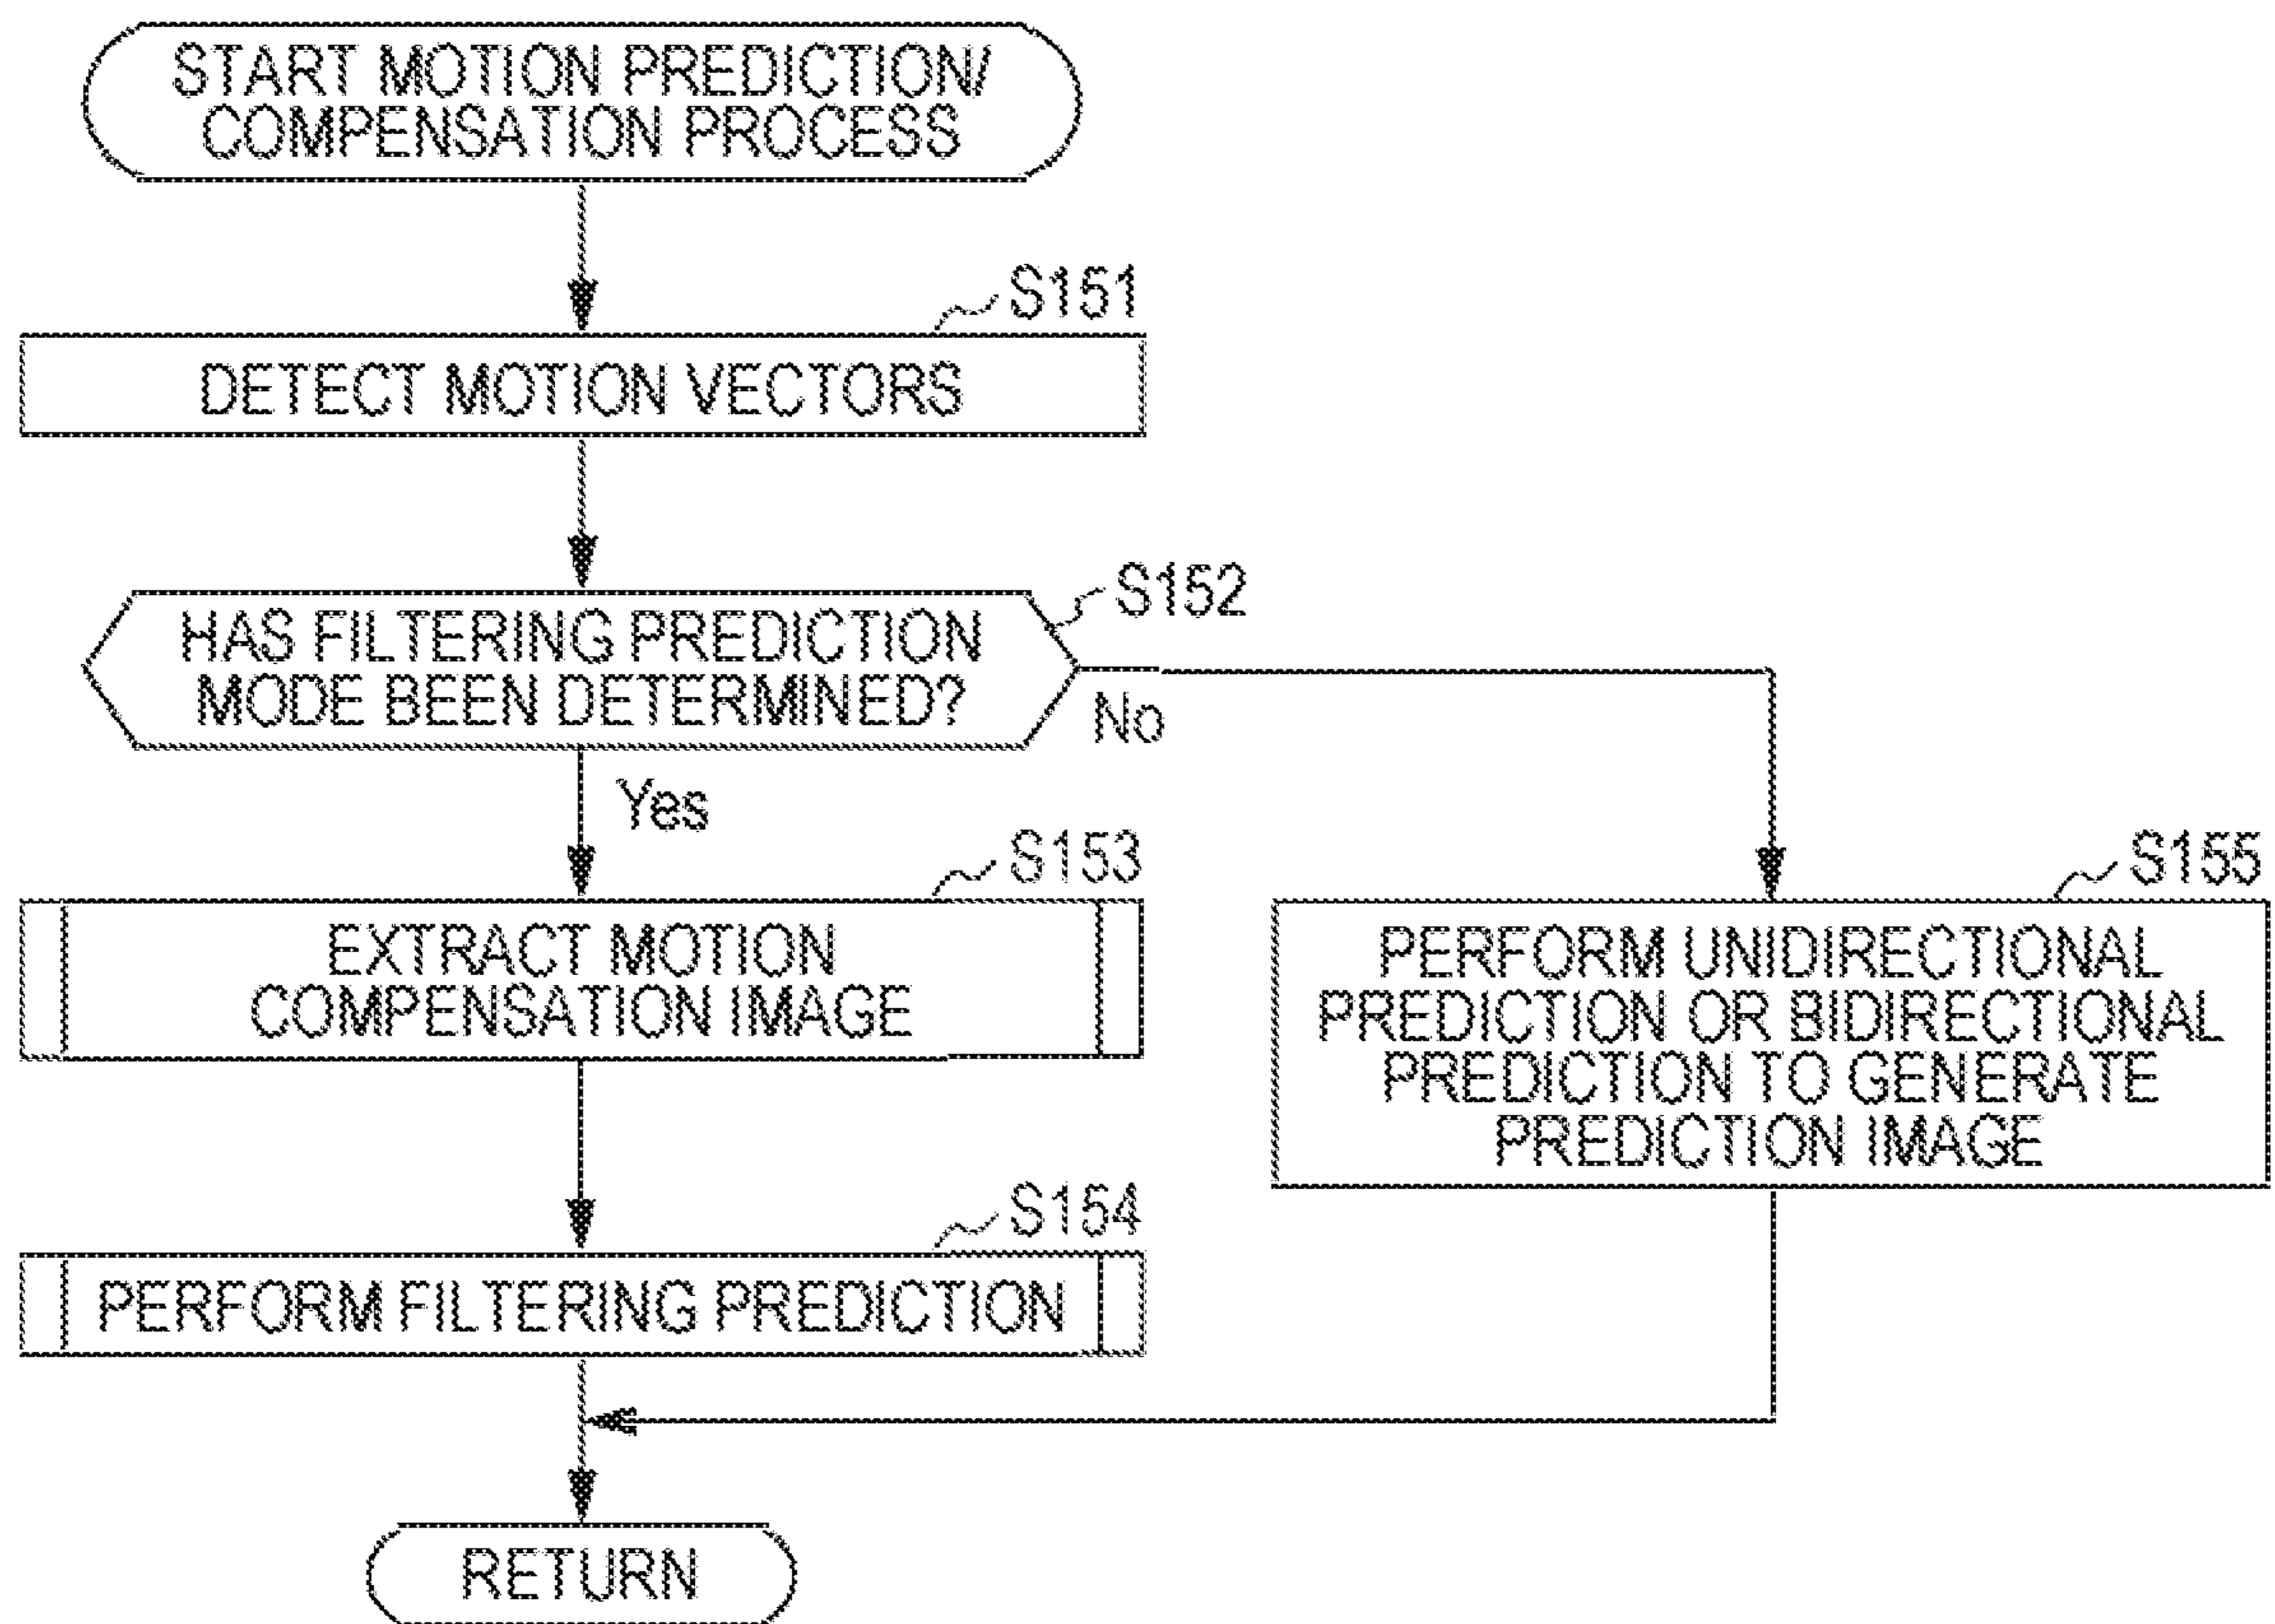 START MOTION PREDICTION/
COMPENSATION PROCESS
S151
DETECT MOTION VECTORS
S152
HAS FILTERING PREDICTION
MODE BEEN DETERMINED?
No
Yes
S153
EXTRACT MOTION
COMPENSATION IMAGE
S155
PERFORM UNIDIRECTIONAL
PREDICTION OR BIDIRECTIONAL
PREDICTION TO GENERATE
PREDICTION IMAGE
S154
PERFORM FILTERING PREDICTION
RETURN